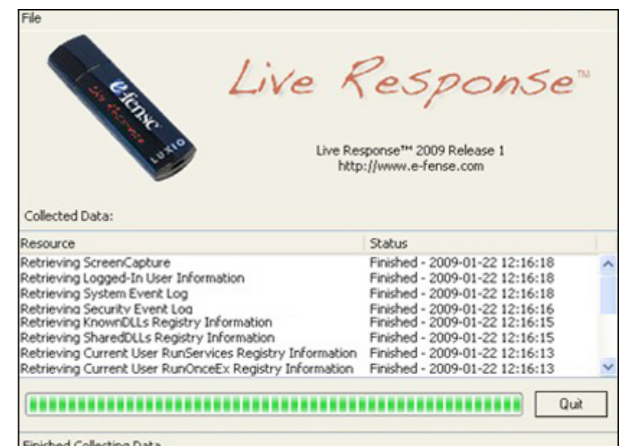 File
e-fense
Live Response
LUXIO
Live Response™
Live Response™ 2009 Release 1
http://www.e-fense.com
Collected Data:
Resource Status
Retrieving ScreenCapture Finished - 2009-01-22 12:16:18
Retrieving Logged-In User Information Finished - 2009-01-22 12:16:18
Retrieving System Event Log Finished - 2009-01-22 12:16:18
Retrieving Security Event Log Finished - 2009-01-22 12:16:16
Retrieving KnownDLLs Registry Information Finished - 2009-01-22 12:16:15
Retrieving SharedDLLs Registry Information Finished - 2009-01-22 12:16:15
Retrieving Current User RunServices Registry Information Finished - 2009-01-22 12:16:13
Retrieving Current User RunOnceEx Registry Information Finished - 2009-01-22 12:16:13
Quit
Finished Collecting Data